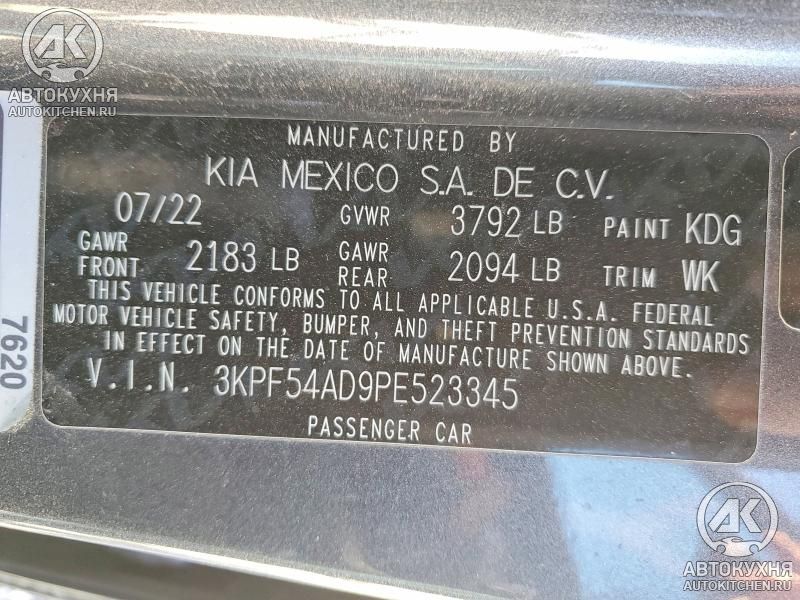 AK
АВТОКУХНЯ
AUTOKITCHEN.RU
7620
MANUFACTURED BY
KIA MEXICO S.A. DE C.V.
07/22 GVWR 3792 LB PAINT KDG
GAWR FRONT 2183 LB GAWR REAR 2094 LB TRIM WK
THIS VEHICLE CONFORMS TO ALL APPLICABLE U.S.A. FEDERAL
MOTOR VEHICLE SAFETY, BUMPER, AND THEFT PREVENTION STANDARDS
IN EFFECT ON THE DATE OF MANUFACTURE SHOWN ABOVE.
V.I.N. 3KPF54AD9PE523345
PASSENGER CAR
AK
АВТОКУХНЯ
AUTOKITCHEN.RU